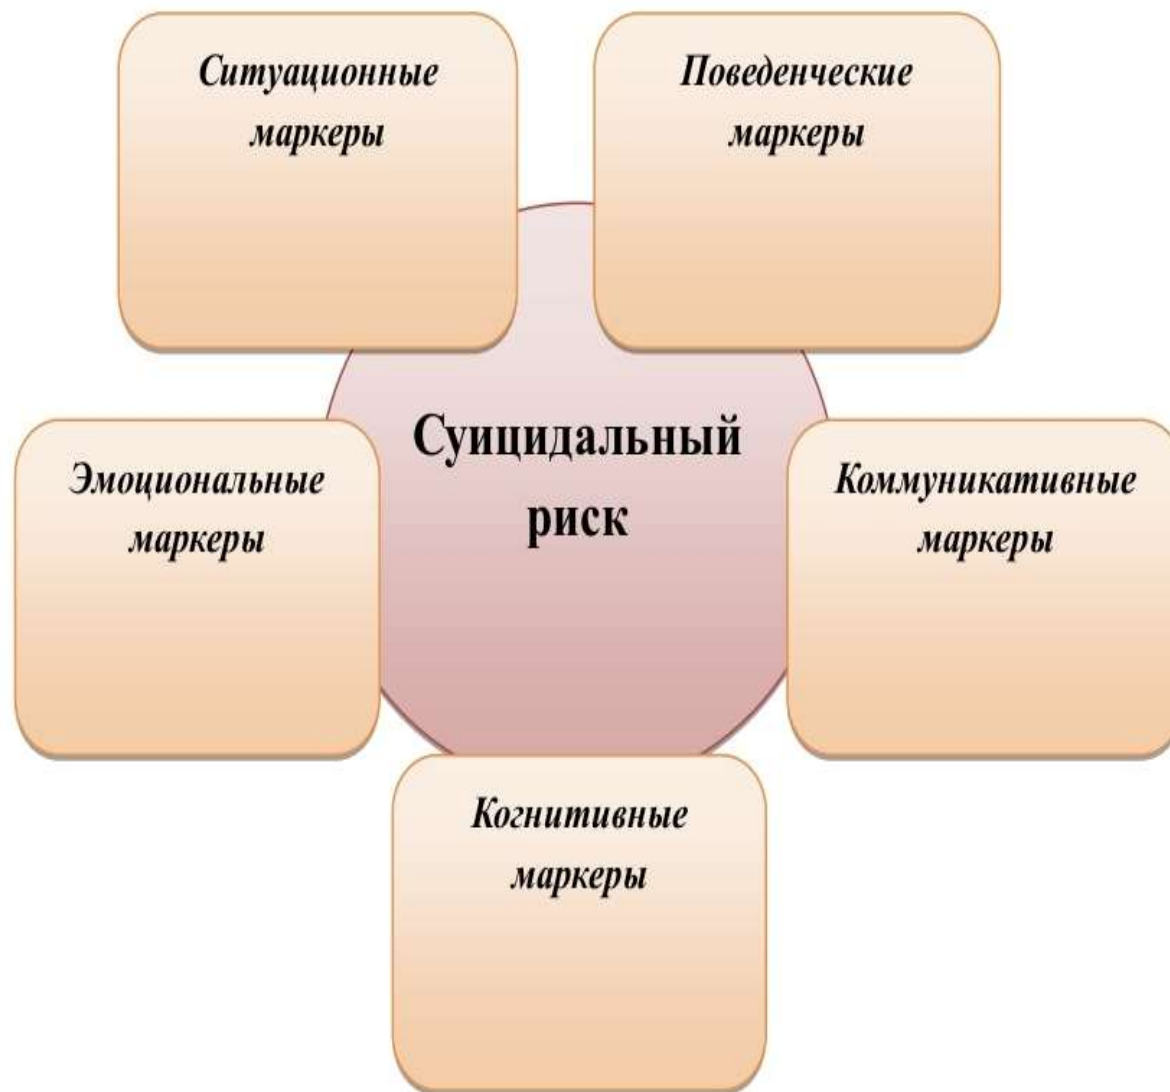 Ситуационные
маркеры
Поведенческие
маркеры
Суицидальный
риск
Эмоциональные
маркеры
Коммуникативные
маркеры
Когнитивные
маркеры